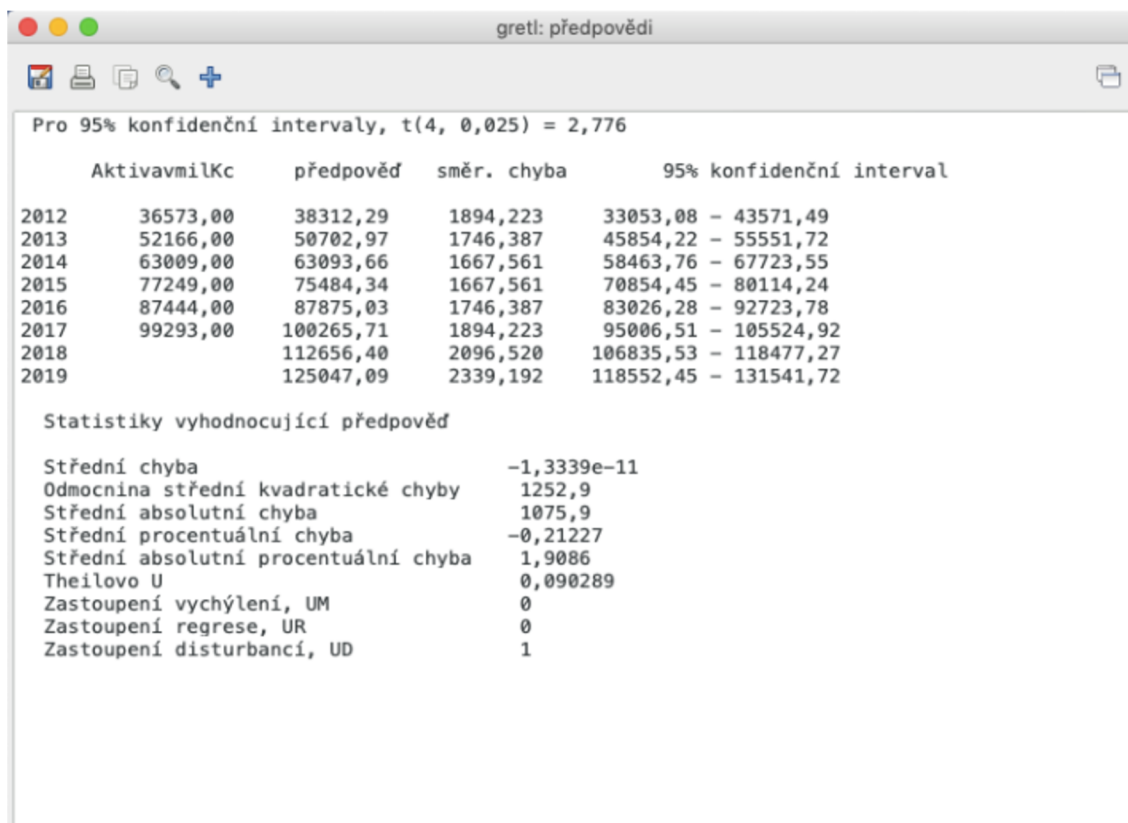 gretl: předpovědi
Pro 95% konfidenční intervaly, t(4, 0,025) = 2,776
AktivavmilKc předpověď směr. chyba 95% konfidenční interval
2012 36573,00 38312,29 1894,223 33053,08 – 43571,49
2013 52166,00 50702,97 1746,387 45854,22 – 55551,72
2014 63009,00 63093,66 1667,561 58463,76 – 67723,55
2015 77249,00 75484,34 1667,561 70854,45 – 80114,24
2016 87444,00 87875,03 1746,387 83026,28 – 92723,78
2017 99293,00 100265,71 1894,223 95006,51 – 105524,92
2018 112656,40 2096,520 106835,53 – 118477,27
2019 125047,09 2339,192 118552,45 – 131541,72
Statistiky vyhodnocující předpověď
Střední chyba -1,3339e-11
Odmocnina střední kvadratické chyby 1252,9
Střední absolutní chyba 1075,9
Střední procentuální chyba -0,21227
Střední absolutní procentuální chyba 1,9086
Theilovo U 0,090289
Zastoupení vychýlení, UM 0
Zastoupení regrese, UR 0
Zastoupení disturbancí, UD 1